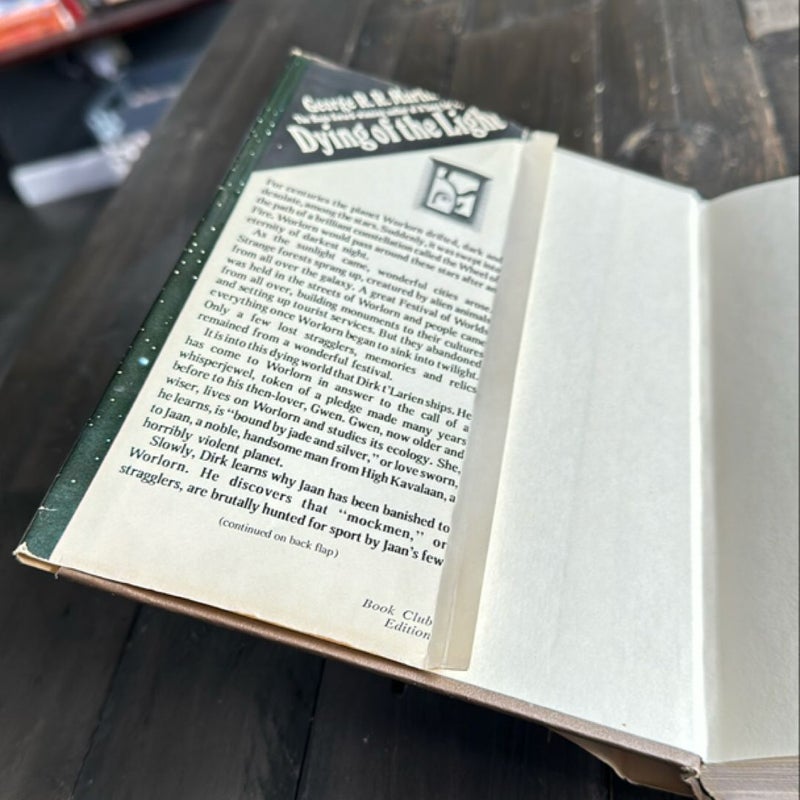 George R. R. Marti
Dying of the Light
For centuries the planet Worlorn drifted, dark and
desolate, among the stars. Suddenly, it was swept into
the path of a brilliant constellation called the Wheel of
Fire. Worlorn would pass around these stars after an
eternity of darkest night.
As the sunlight came, wonderful cities arose.
Strange forests sprang up, creatured by alien animals
from all over the galaxy. A great Festival of Worlds
was held in the streets of Worlorn and people came
from all over, building monuments to their cultures
and setting up tourist services. But they abandoned
everything once Worlorn began to sink into twilight.
Only a few lost stragglers, memories and relics
remained from a wonderful festival.
It is into this dying world that Dirk t'Larien ships. He
has come to Worlorn in answer to the call of a
whisperjewel, token of a pledge made many years
before to his then-lover, Gwen. Gwen, now older and
wiser, lives on Worlorn and studies its ecology. She,
he learns, is "bound by jade and silver," or love sworn,
to Jaan, a noble, handsome man from High Kavalaan, a
horribly violent planet.
Slowly, Dirk learns why Jaan has been banished to
Worlorn. He discovers that "mockmen," or
stragglers, are brutally hunted for sport by Jaan's few
(continued on back flap)
Book Club
Edition